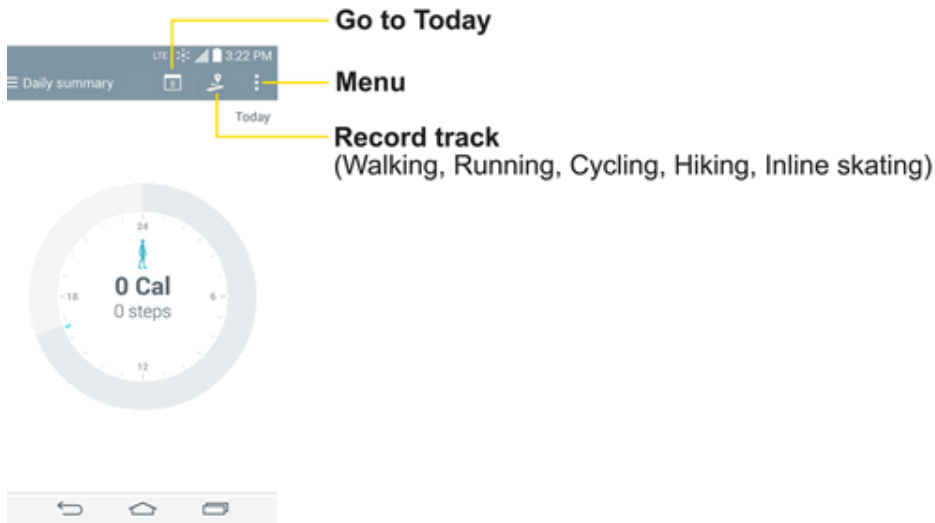 Go to Today
LTE 3:22 PM
Daily summary
Menu
Today
Record track
(Walking, Running, Cycling, Hiking, Inline skating)
24
0 Cal
18
6
0 steps
12